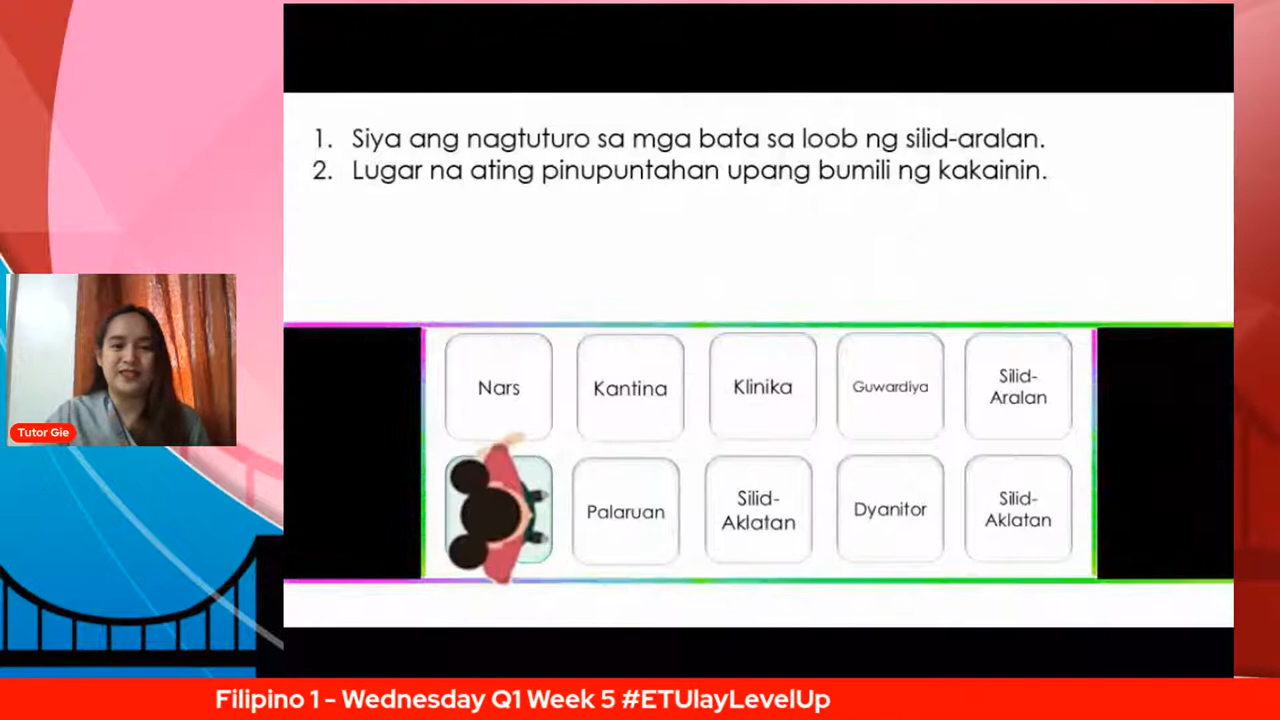 1. Siya ang nagtuturo sa mga bata sa loob ng silid-aralan.
2. Lugar na ating pinupuntahan upang bumili ng kakainin.
Nars
Kantina
Klinika
Guwardiya
Silid-
Aralan
Palaruan
Silid-
Aklatan
Dyanitor
Silid-
Aklatan
Tutor Gie
Filipino 1 - Wednesday Q1 Week 5 #ETUlayLevelUp